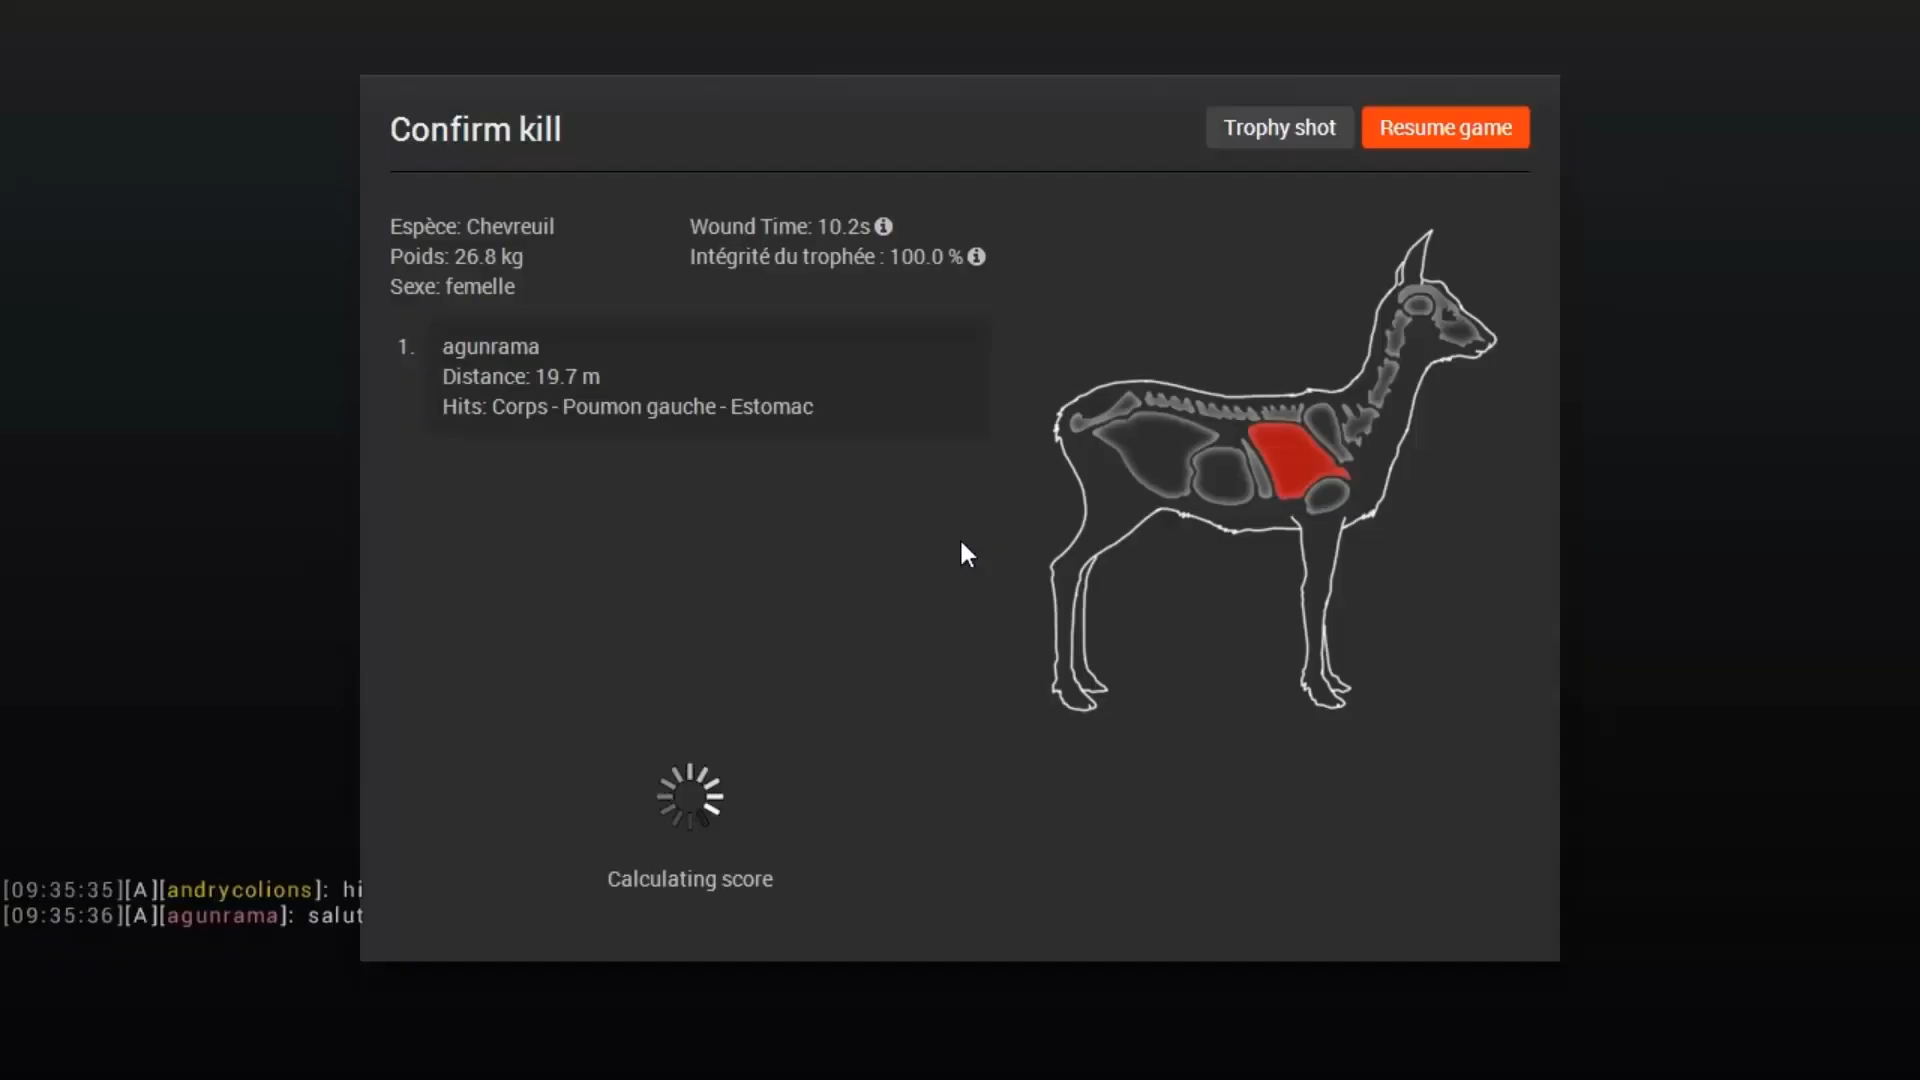 Confirm kill
Trophy shot
Resume game
Espèce: Chevreuil
Poids: 26.8 kg
Sexe: femelle
Wound Time: 10.2s
Intégrité du trophée : 100.0 %
1.
agunrama
Distance: 19.7 m
Hits: Corps - Poumon gauche - Estomac
Calculating score
[09:35:35][A][andrycolions]: hi
[09:35:36][A][agunrama]: salut